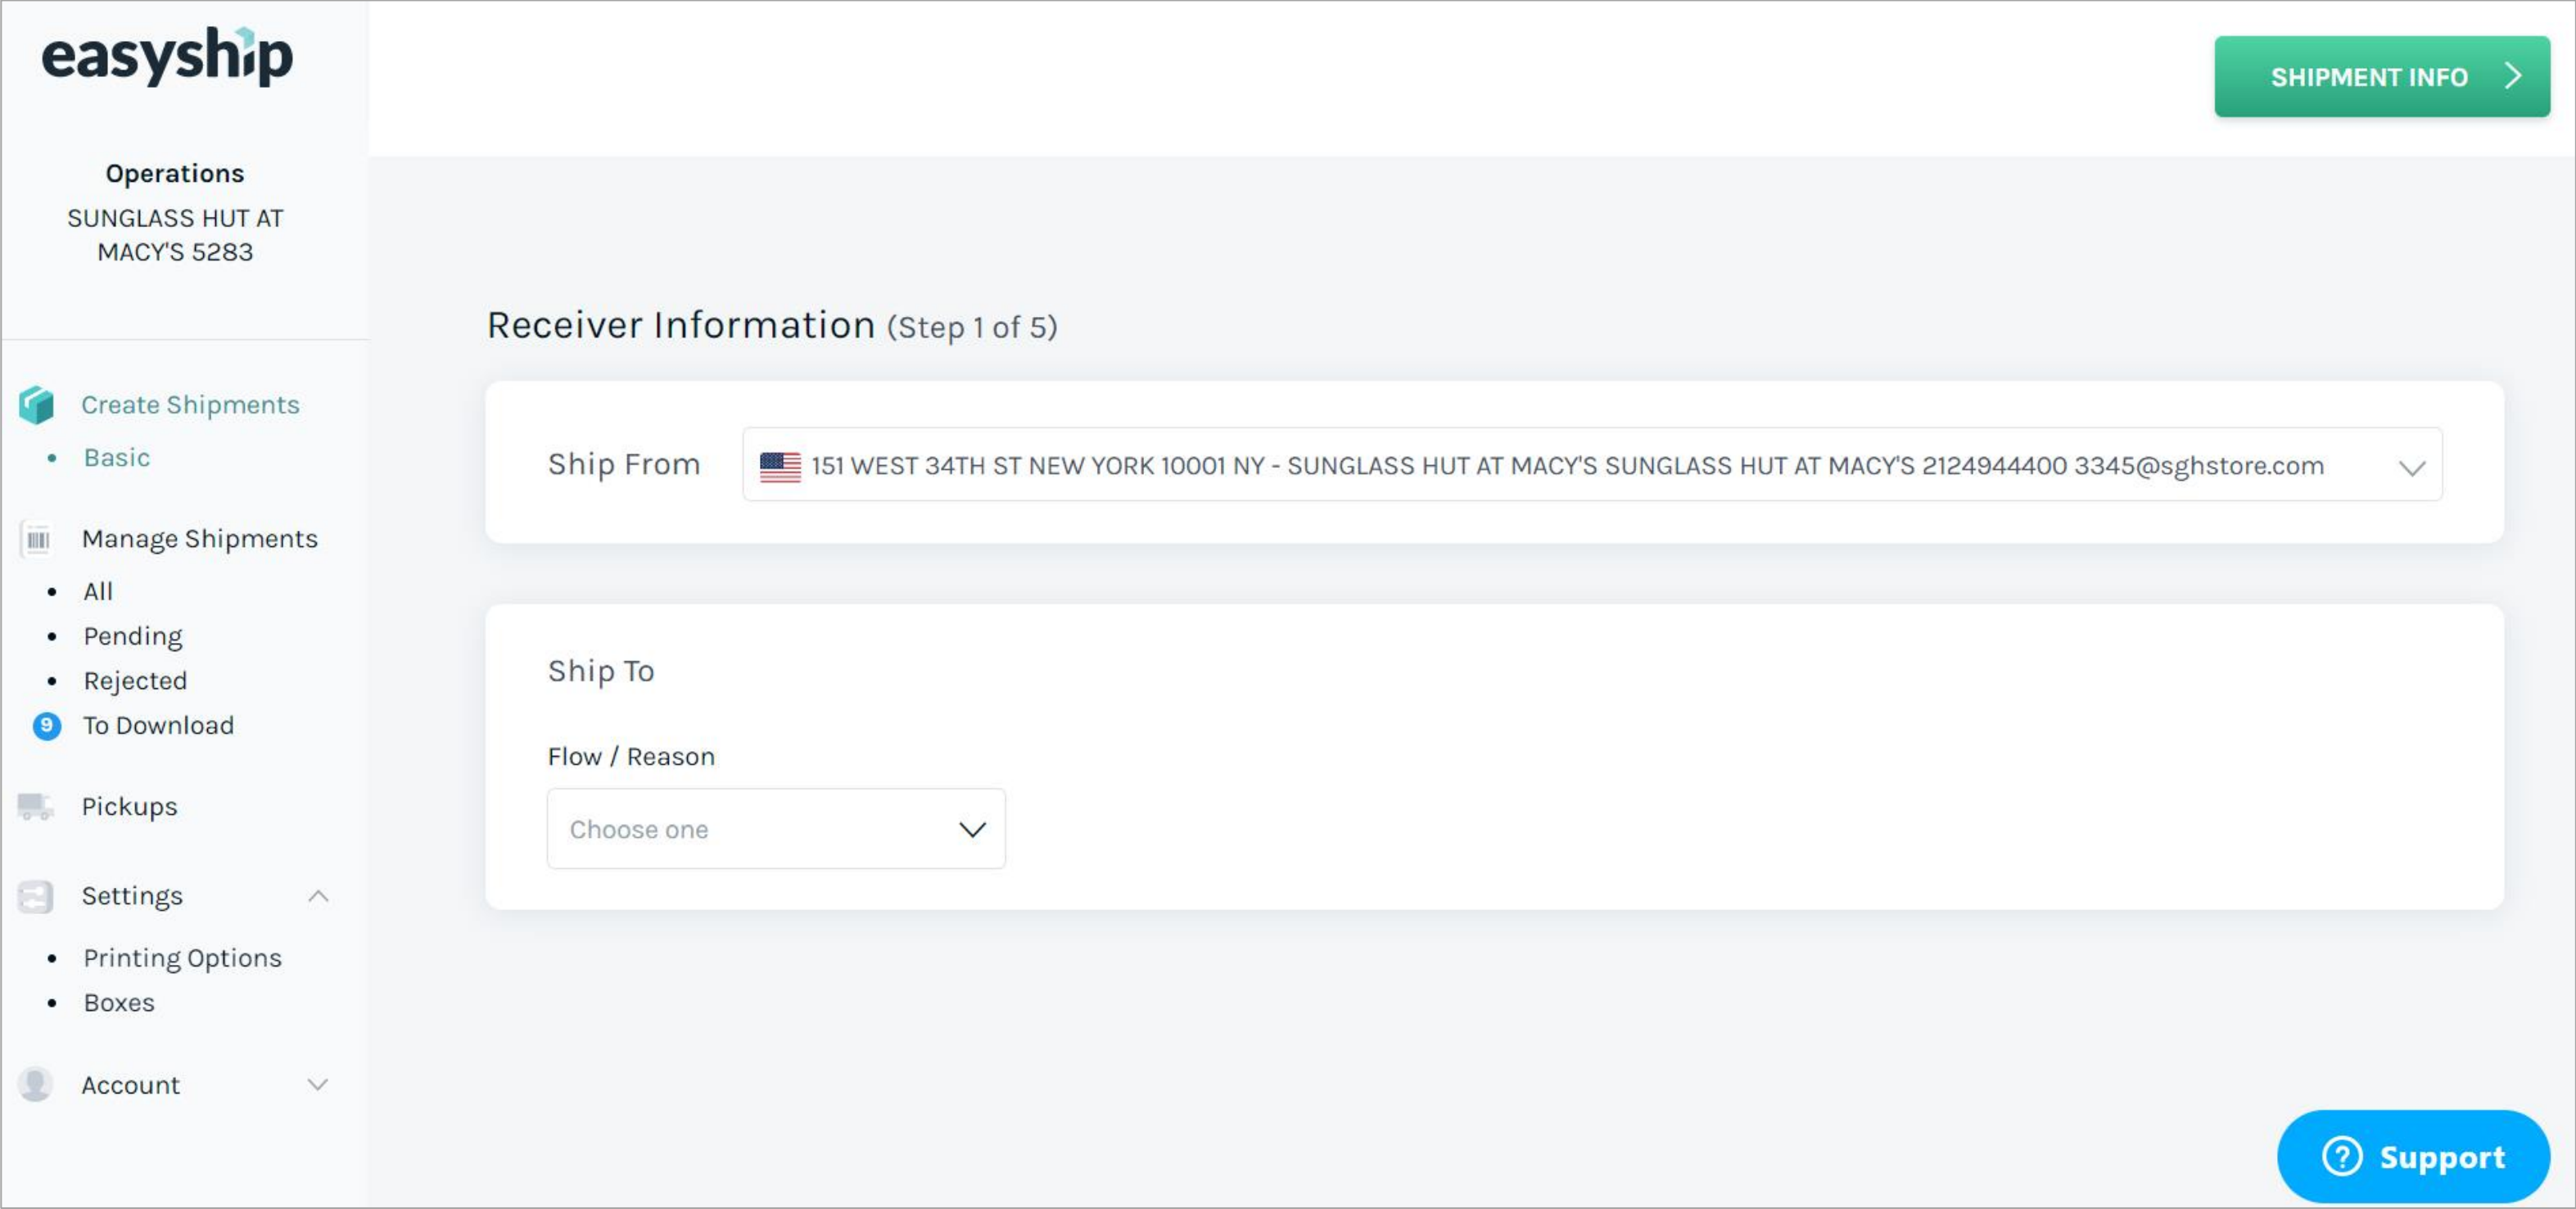 easyship
Operations
SUNGLASS HUT AT
MACY'S 5283
Create Shipments
Basic
Manage Shipments
All
Pending
Rejected
9 To Download
Pickups
Settings
Printing Options
Boxes
Account
SHIPMENT INFO
Receiver Information (Step 1 of 5)
Ship From
151 WEST 34TH ST NEW YORK 10001 NY - SUNGLASS HUT AT MACY'S SUNGLASS HUT AT MACY'S 2124944400 3345@sghstore.com
Ship To
Flow / Reason
Choose one
? Support